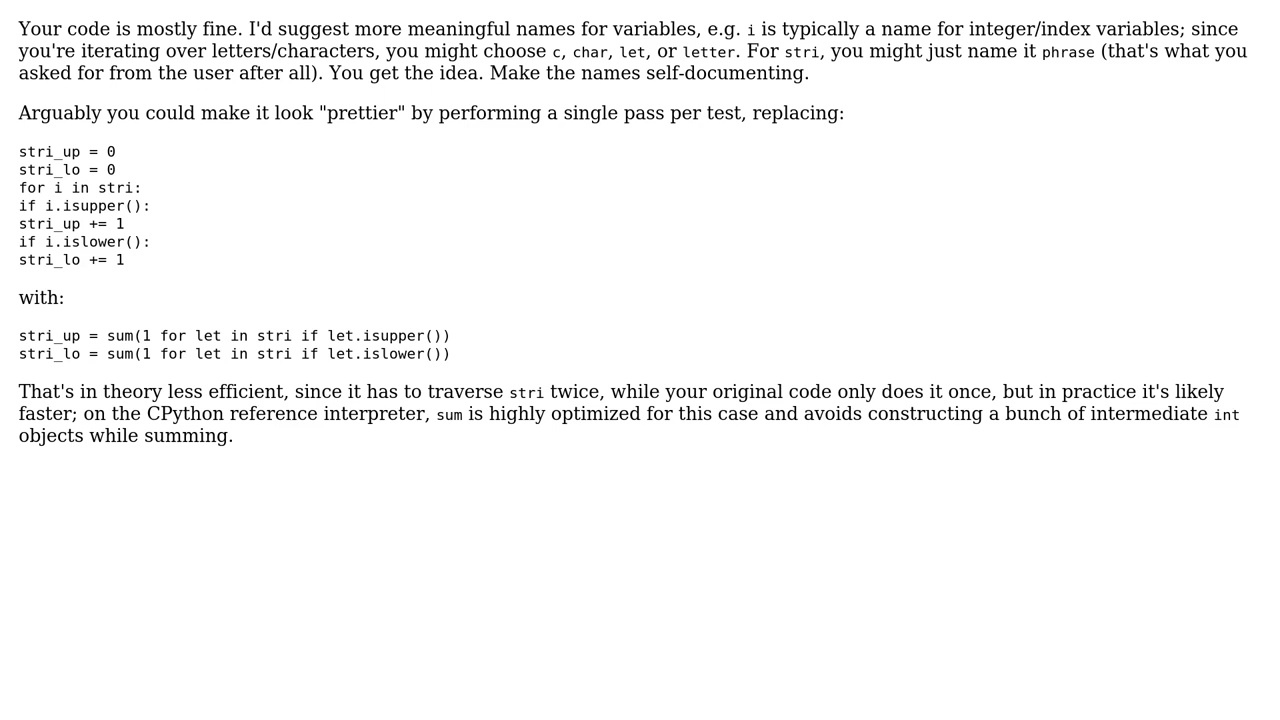 Your code is mostly fine. I'd suggest more meaningful names for variables, e.g. i is typically a name for integer/index variables; since
you're iterating over letters/characters, you might choose c, char, let, or letter. For stri, you might just name it phrase (that's what you
asked for from the user after all). You get the idea. Make the names self-documenting.
Arguably you could make it look "prettier" by performing a single pass per test, replacing:
stri_up = 0
stri_lo = 0
for i in stri:
if i.isupper():
stri_up += 1
if i.islower():
stri_lo += 1
with:
stri_up = sum(1 for let in stri if let.isupper())
stri_lo = sum(1 for let in stri if let.islower())
That's in theory less efficient, since it has to traverse stri twice, while your original code only does it once, but in practice it's likely
faster; on the CPython reference interpreter, sum is highly optimized for this case and avoids constructing a bunch of intermediate int
objects while summing.